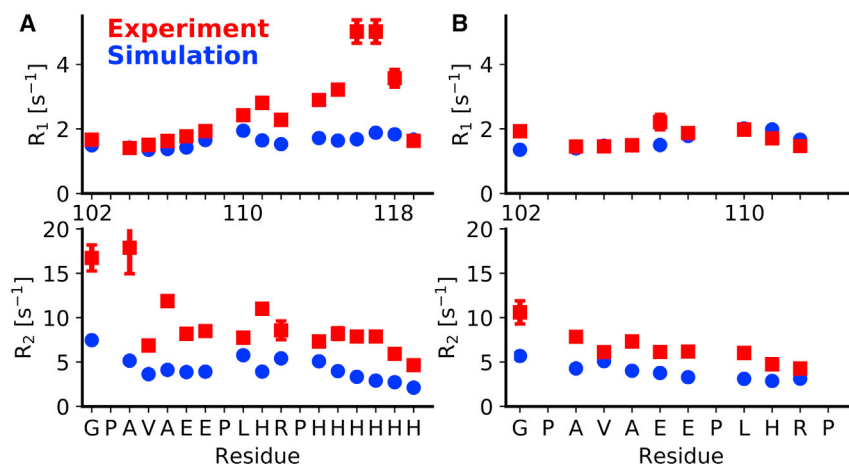 A
Experiment
Simulation
R1 [s−1]
4
2
0
102 110 118
B
R1 [s−1]
4
2
0
102 110
R2 [s−1]
20
15
10
5
0
G P A V A E E P L H R P H H H H H H
Residue
R2 [s−1]
20
15
10
5
0
G P A V A E E P L H R P
Residue